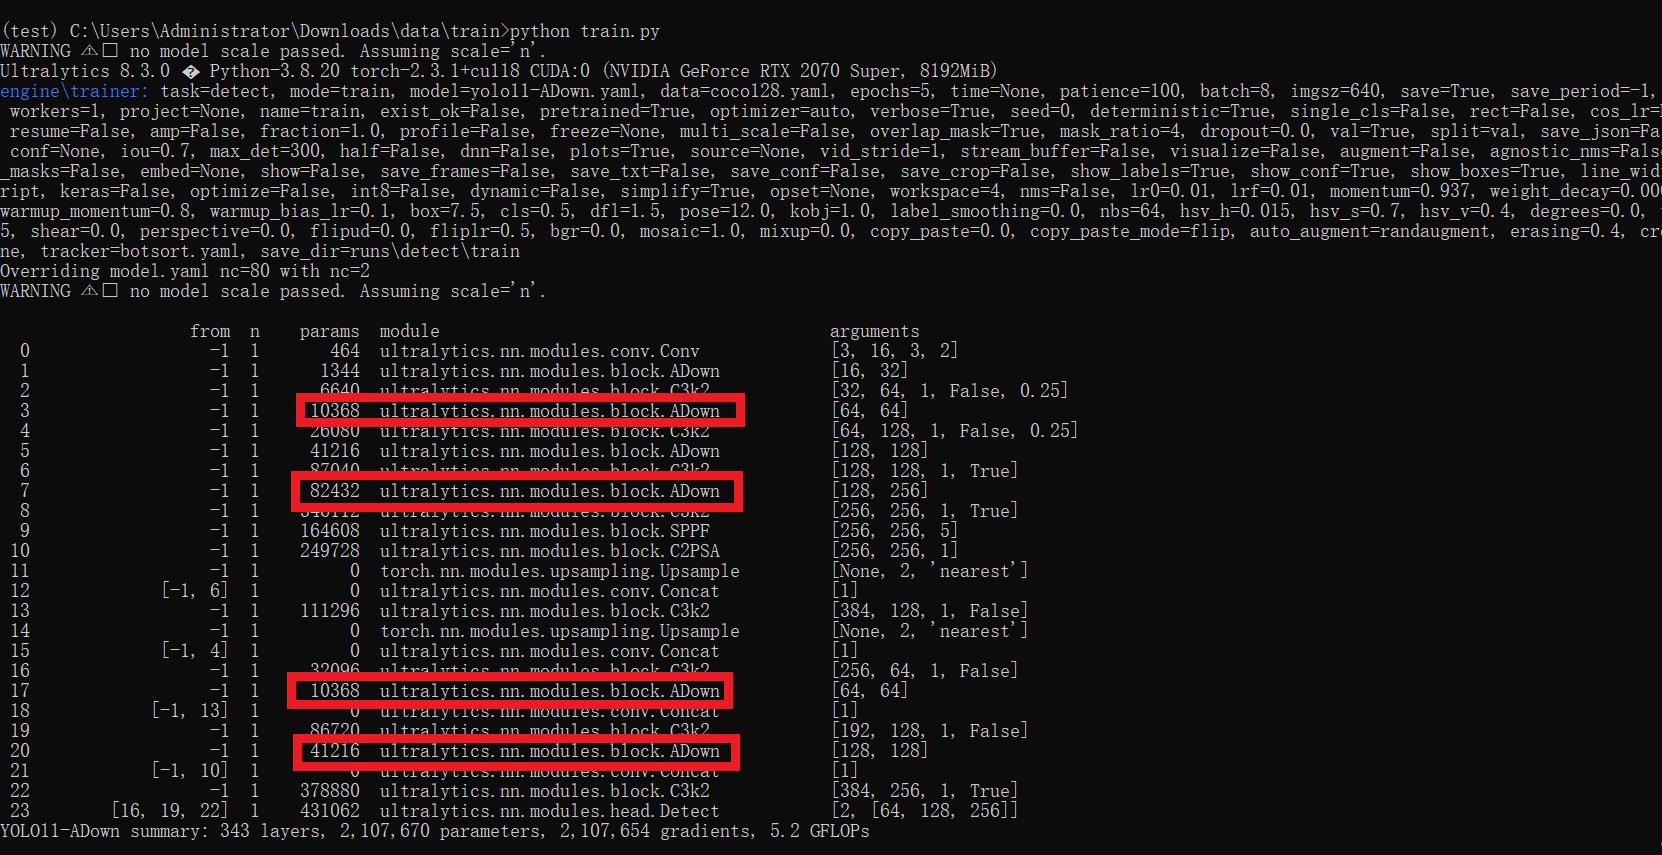 (test) C:\Users\Administrator\Downloads\data\train>python train.py
WARNING ⚠□ no model scale passed. Assuming scale='n'.
Ultralytics 8.3.0 � Python-3.8.20 torch-2.3.1+cu118 CUDA:0 (NVIDIA GeForce RTX 2070 Super, 8192MiB)
engine\trainer: task=detect, mode=train, model=yolo11-ADown.yaml, data=coco128.yaml, epochs=5, time=None, patience=100, batch=8, imgsz=640, save=True, save_period=-1,
workers=1, project=None, name=train, exist_ok=False, pretrained=True, optimizer=auto, verbose=True, seed=0, deterministic=True, single_cls=False, rect=False, cos_lr=
resume=False, amp=False, fraction=1.0, profile=False, freeze=None, multi_scale=False, overlap_mask=True, mask_ratio=4, dropout=0.0, val=True, split=val, save_json=Fa
conf=None, iou=0.7, max_det=300, half=False, dnn=False, plots=True, source=None, vid_stride=1, stream_buffer=False, visualize=False, augment=False, agnostic_nms=False
_masks=False, embed=None, show=False, save_frames=False, save_txt=False, save_conf=False, save_crop=False, show_labels=True, show_conf=True, show_boxes=True, line_wid
ript, keras=False, optimize=False, int8=False, dynamic=False, simplify=True, opset=None, workspace=4, nms=False, lr0=0.01, lrf=0.01, momentum=0.937, weight_decay=0.00
warmup_momentum=0.8, warmup_bias_lr=0.1, box=7.5, cls=0.5, dfl=1.5, pose=12.0, kobj=1.0, label_smoothing=0.0, nbs=64, hsv_h=0.015, hsv_s=0.7, hsv_v=0.4, degrees=0.0,
5, shear=0.0, perspective=0.0, flipud=0.0, fliplr=0.5, bgr=0.0, mosaic=1.0, mixup=0.0, copy_paste=0.0, copy_paste_mode=flip, auto_augment=randaugment, erasing=0.4, cr
ne, tracker=botsort.yaml, save_dir=runs\detect\train
Overriding model.yaml nc=80 with nc=2
WARNING ⚠□ no model scale passed. Assuming scale='n'.
from n params module arguments
0 -1 1 464 ultralytics.nn.modules.conv.Conv [3, 16, 3, 2]
1 -1 1 1344 ultralytics.nn.modules.block.ADown [16, 32]
2 -1 1 6640 ultralytics.nn.modules.block.C3k2 [32, 64, 1, False, 0.25]
3 -1 1 10368 ultralytics.nn.modules.block.ADown [64, 64]
4 -1 1 26080 ultralytics.nn.modules.block.C3k2 [64, 128, 1, False, 0.25]
5 -1 1 41216 ultralytics.nn.modules.block.ADown [128, 128]
6 -1 1 87040 ultralytics.nn.modules.block.C3k2 [128, 128, 1, True]
7 -1 1 82432 ultralytics.nn.modules.block.ADown [128, 256]
8 -1 1 346112 ultralytics.nn.modules.block.C3k2 [256, 256, 1, True]
9 -1 1 164608 ultralytics.nn.modules.block.SPPF [256, 256, 5]
10 -1 1 249728 ultralytics.nn.modules.block.C2PSA [256, 256, 1]
11 -1 1 0 torch.nn.modules.upsampling.Upsample [None, 2, 'nearest']
12 [-1, 6] 1 0 ultralytics.nn.modules.conv.Concat [1]
13 -1 1 111296 ultralytics.nn.modules.block.C3k2 [384, 128, 1, False]
14 -1 1 0 torch.nn.modules.upsampling.Upsample [None, 2, 'nearest']
15 [-1, 4] 1 0 ultralytics.nn.modules.conv.Concat [1]
16 -1 1 32096 ultralytics.nn.modules.block.C3k2 [256, 64, 1, False]
17 -1 1 10368 ultralytics.nn.modules.block.ADown [64, 64]
18 [-1, 13] 1 0 ultralytics.nn.modules.conv.Concat [1]
19 -1 1 86720 ultralytics.nn.modules.block.C3k2 [192, 128, 1, False]
20 -1 1 41216 ultralytics.nn.modules.block.ADown [128, 128]
21 [-1, 10] 1 0 ultralytics.nn.modules.conv.Concat [1]
22 -1 1 378880 ultralytics.nn.modules.block.C3k2 [384, 256, 1, True]
23 [16, 19, 22] 1 431062 ultralytics.nn.modules.head.Detect [2, [64, 128, 256]]
YOLO11-ADown summary: 343 layers, 2,107,670 parameters, 2,107,654 gradients, 5.2 GFLOPs